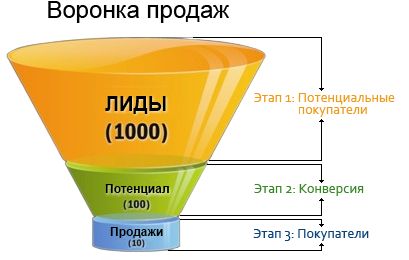 Воронка продаж
ЛИДЫ
(1000)
Этап 1: Потенциальные
покупатели
Потенциал
(100)
Этап 2: Конверсия
Продажи
(10)
Этап 3: Покупатели